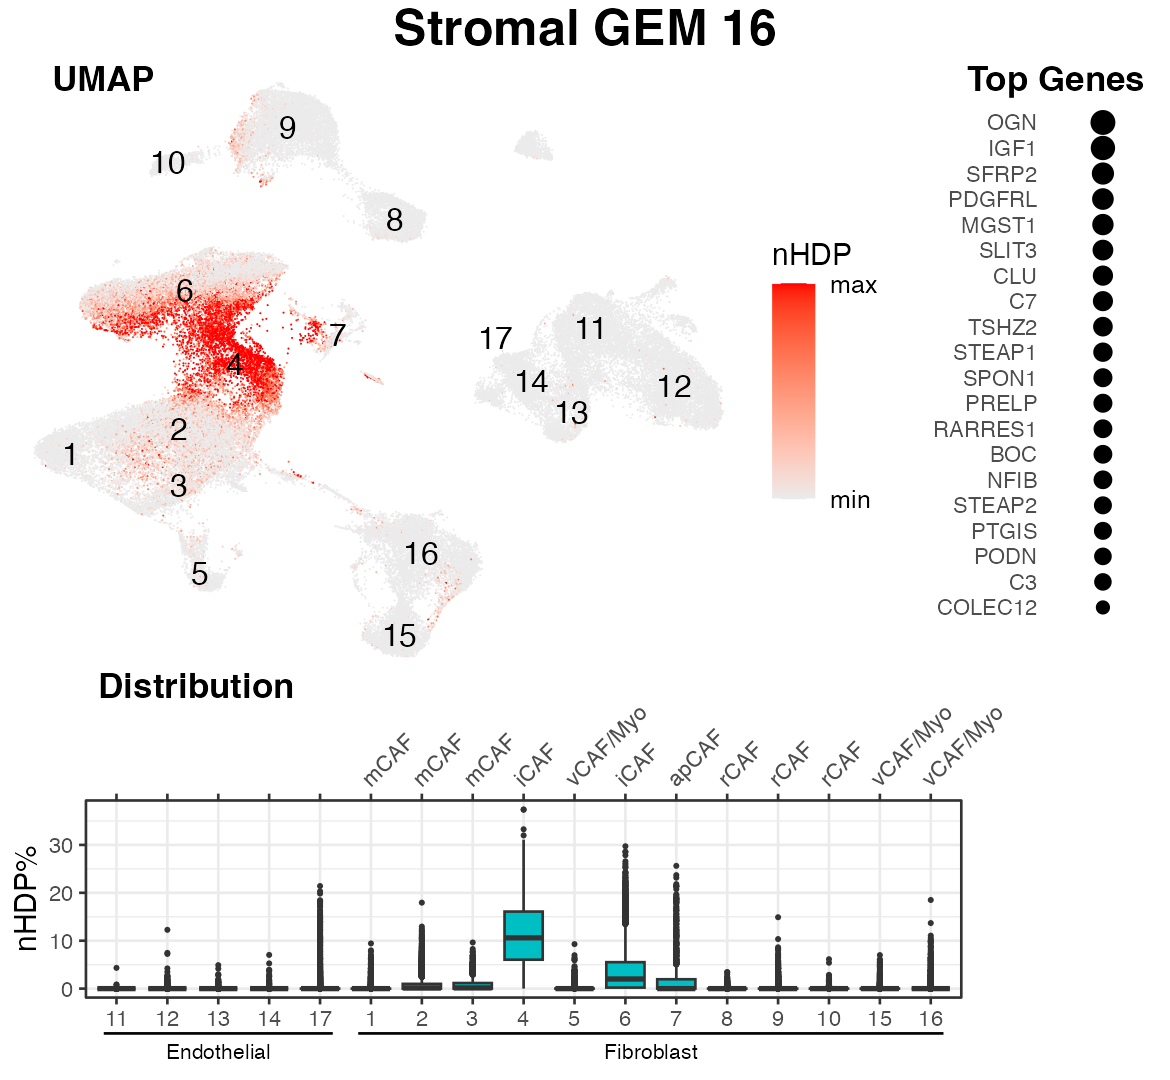 Stromal GEM 16
UMAP
9
10
8
6
7
4
2
1
3
5
16
15
17
11
14
12
13
nHDP
max
min
Top Genes
OGN
IGF1
SFRP2
PDGFRL
MGST1
SLIT3
CLU
C7
TSHZ2
STEAP1
SPON1
PRELP
RARRES1
BOC
NFIB
STEAP2
PTGIS
PODN
C3
COLEC12
Distribution
mCAF mCAF mCAF iCAF vCAF/Myo iCAF apCAF rCAF rCAF rCAF vCAF/Myo vCAF/Myo
nHDP%
30
20
10
0
11 12 13 14 17 1 2 3 4 5 6 7 8 9 10 15 16
Endothelial Fibroblast